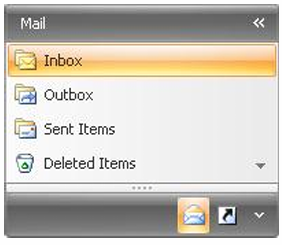 Mail
Inbox
Outbox
Sent Items
Deleted Items